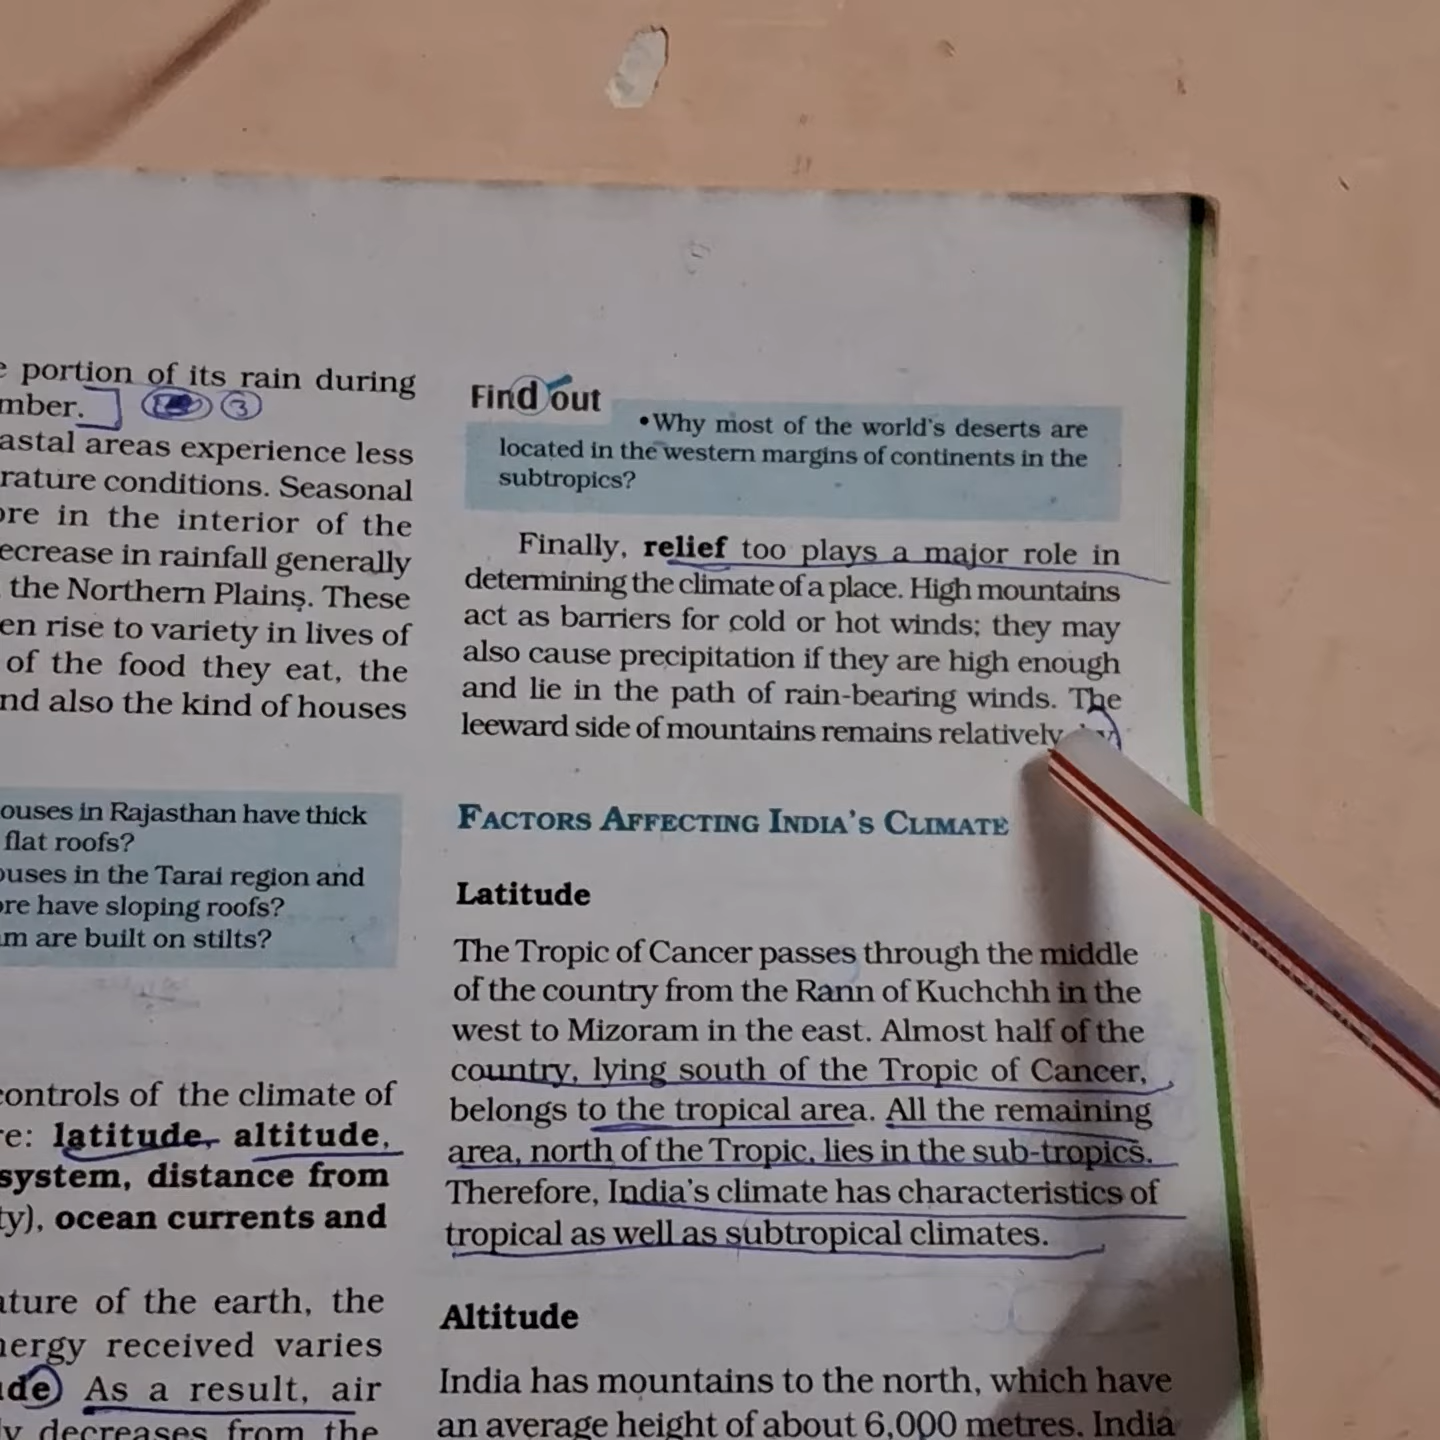 portion of its rain during
mber.
3
astal areas experience less
rature conditions. Seasonal
ore in the interior of the
ecrease in rainfall generally
the Northern Plains. These
en rise to variety in lives of
of the food they eat, the
nd also the kind of houses
ouses in Rajasthan have thick
flat roofs?
ouses in the Tarai region and
ore have sloping roofs?
am are built on stilts?
controls of the climate of
re: latitude, altitude,
system, distance from
ty), ocean currents and
ature of the earth, the
nergy received varies
de) As a result, air
ly decreases from the
Find out
•Why most of the world's deserts are
located in the western margins of continents in the
subtropics?
Finally, relief too plays a major role in
determining the climate of a place. High mountains
act as barriers for cold or hot winds; they may
also cause precipitation if they are high enough
and lie in the path of rain-bearing winds. The
leeward side of mountains remains relatively
FACTORS AFFECTING INDIA'S CLIMATE
Latitude
The Tropic of Cancer passes through the middle
of the country from the Rann of Kuchchh in the
west to Mizoram in the east. Almost half of the
country, lying south of the Tropic of Cancer,
belongs to the tropical area. All the remaining
area, north of the Tropic, lies in the sub-tropics.
Therefore, India's climate has characteristics of
tropical as well as subtropical climates.
Altitude
India has mountains to the north, which have
an average height of about 6,000 metres. India